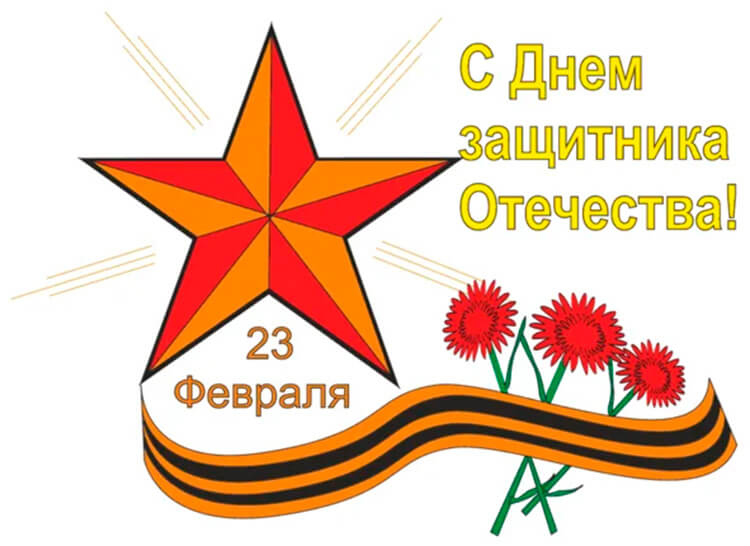 С Днем
защитника
Отечества!
23
Февраля